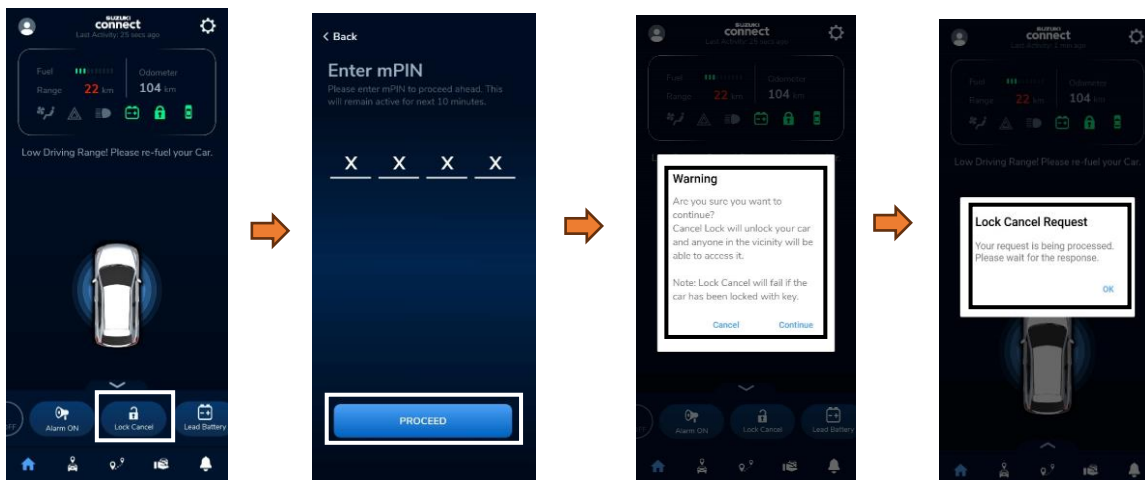 SUZUKI
connect
Last Activity: 25 secs ago
Fuel
Range 22 km
Odometer
104 km
Low Driving Range! Please re-fuel your Car.
Alarm ON
Lock Cancel
Lead Battery
< Back
Enter mPIN
Please enter mPIN to proceed ahead. This
will remain active for next 10 minutes.
X X X X
PROCEED
SUZUKI
connect
Last Activity: 25 secs ago
Fuel
Range 22 km
Odometer
104 km
Warning
Are you sure you want to
continue?
Cancel Lock will unlock your car
and anyone in the vicinity will be
able to access it.
Note: Lock Cancel will fail if the
car has been locked with key.
Cancel Continue
Alarm ON
Lock Cancel
Lead Battery
SUZUKI
connect
Last Activity: 1 min ago
Fuel
Range 22 km
Odometer
104 km
Low Driving Range! Please re-fuel your Car.
Lock Cancel Request
Your request is being processed.
Please wait for the response.
OK